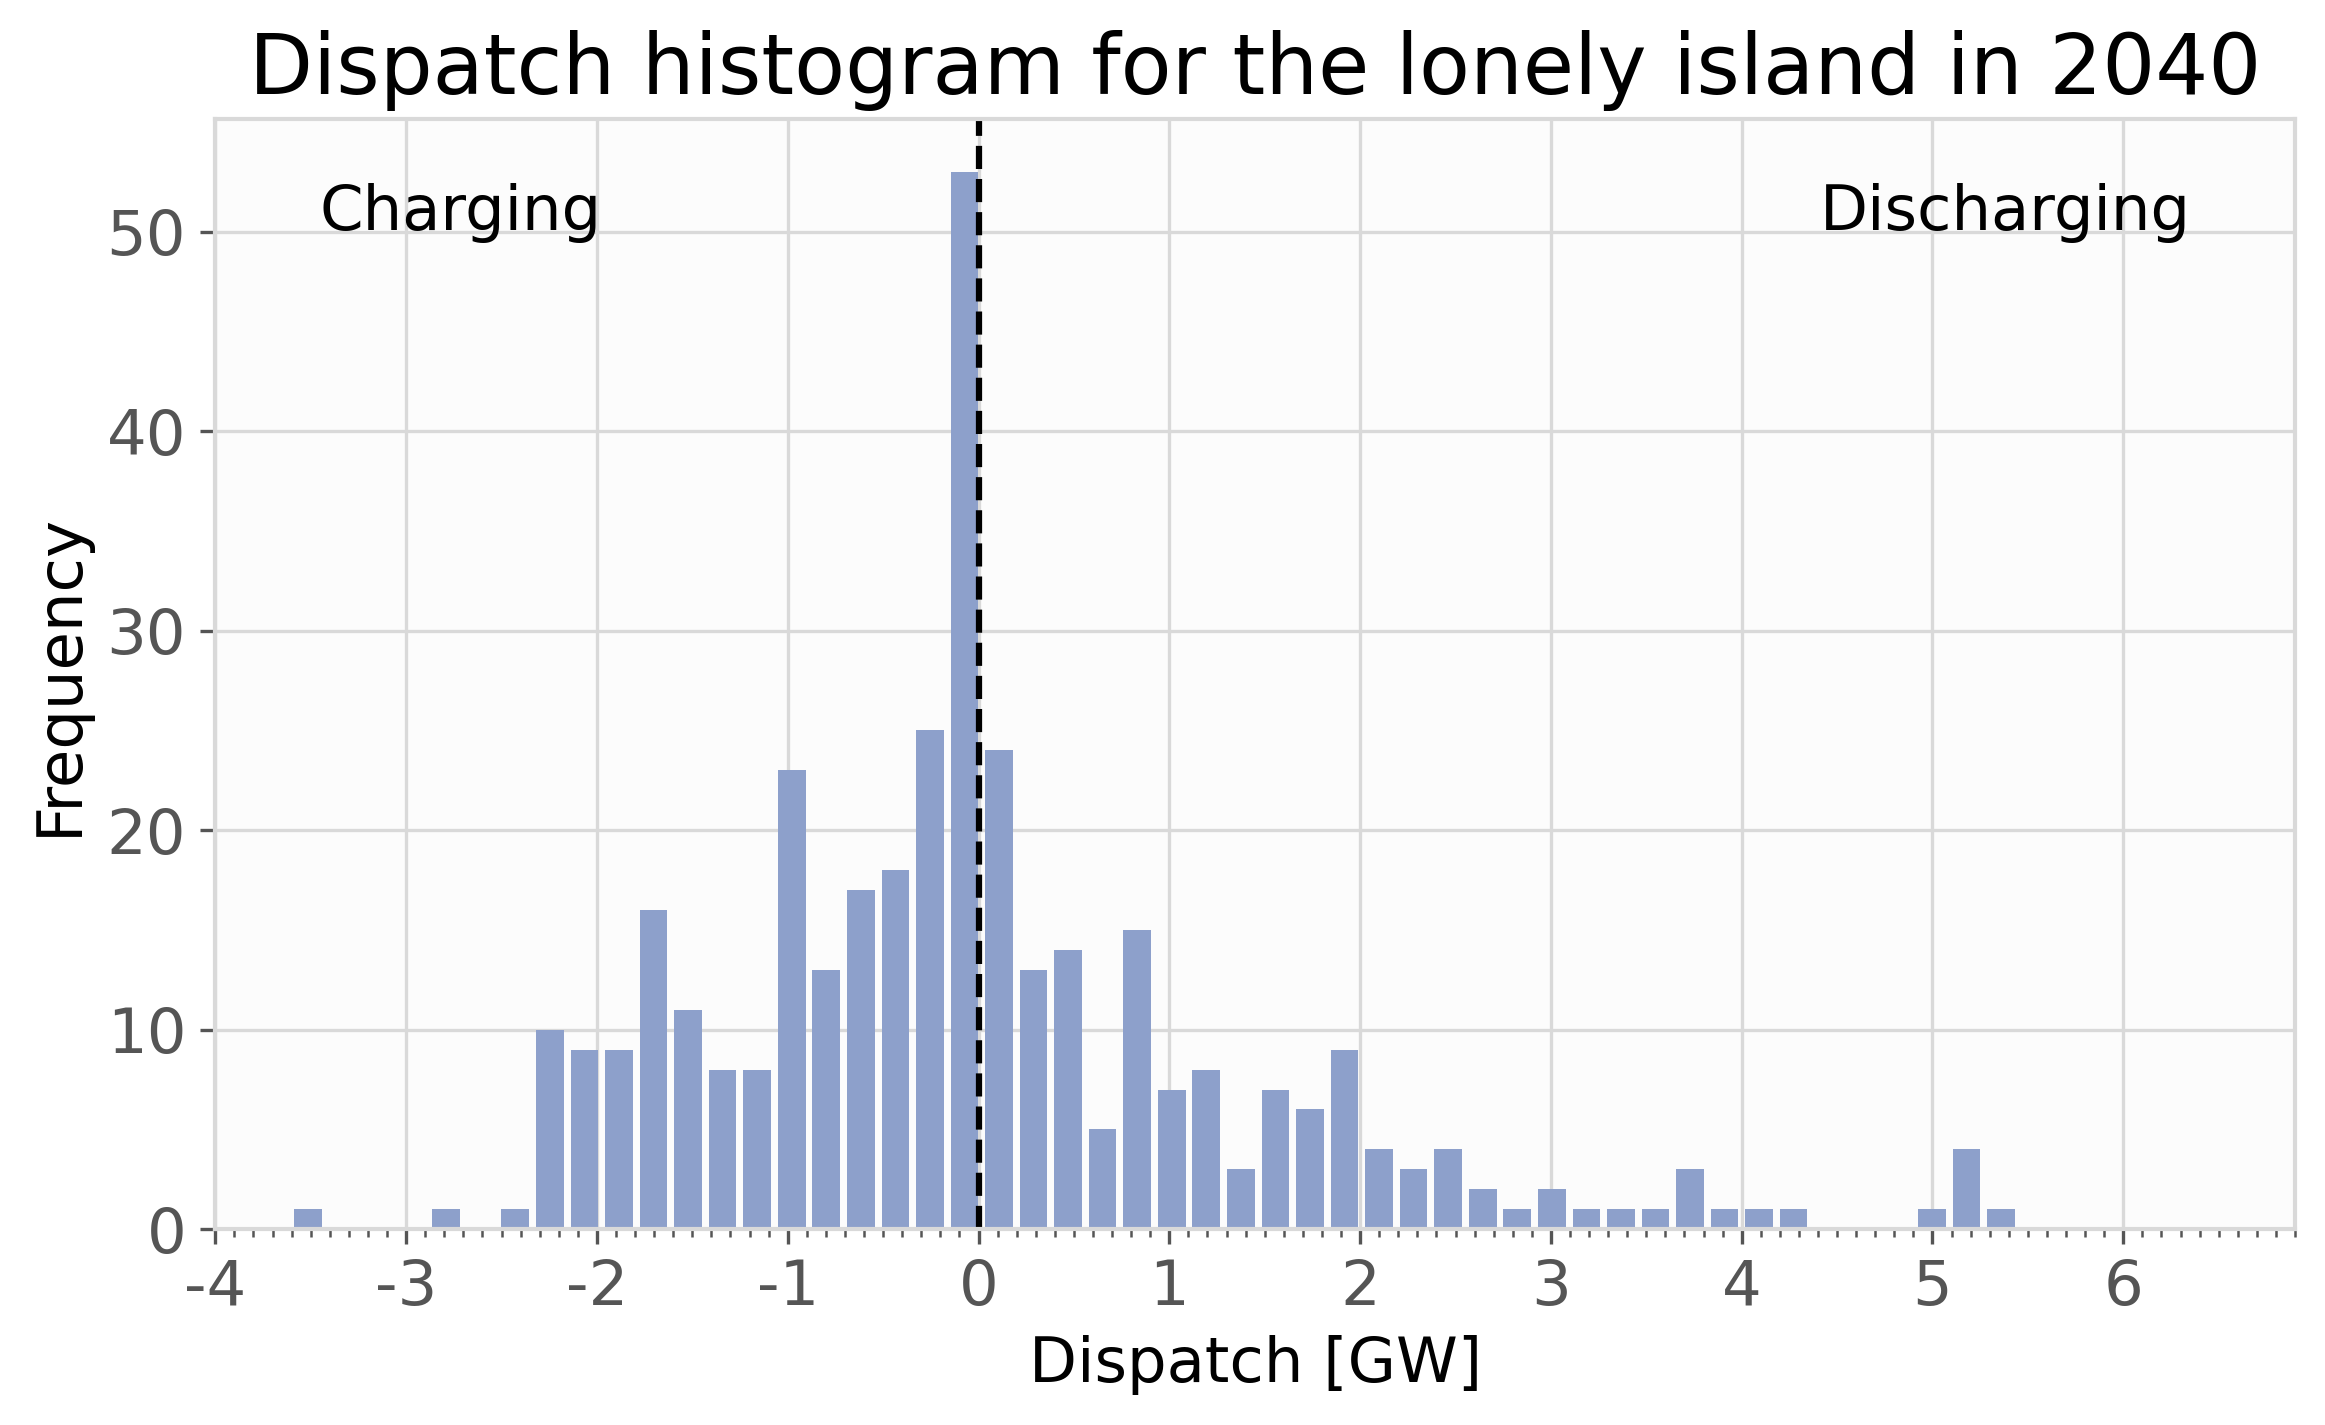 Dispatch histogram for the lonely island in 2040
Charging
Discharging
50
40
30
20
10
0
Frequency
-4 -3 -2 -1 0 1 2 3 4 5 6
Dispatch [GW]